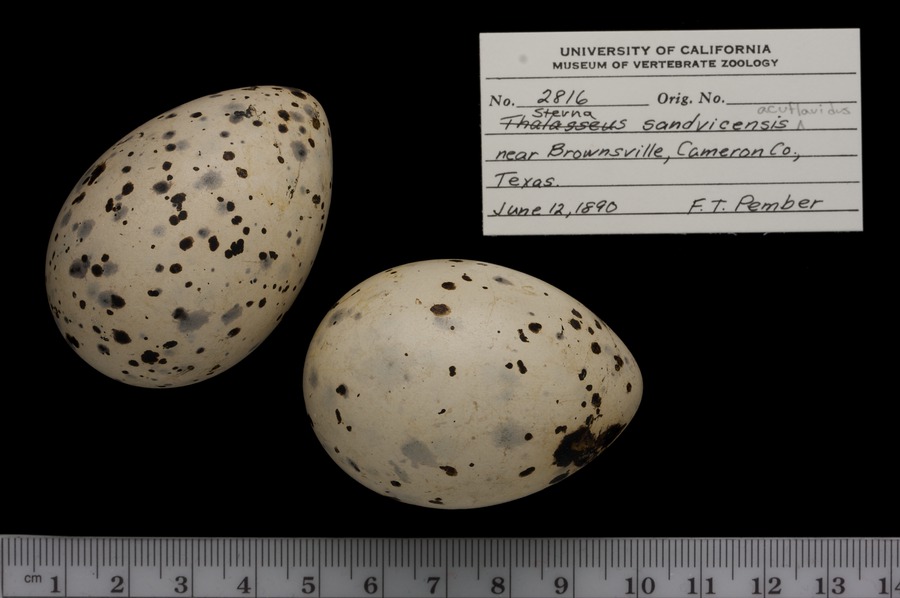 UNIVERSITY OF CALIFORNIA
MUSEUM OF VERTEBRATE ZOOLOGY
No. 2816 Orig. No.
acuflavidus
Sterna
Thalasseus sandvicensis ^
near Brownsville, Cameron Co.,
Texas.
June 12, 1890 F. T. Pember
cm 1 2 3 4 5 6 7 8 9 10 11 12 13 14